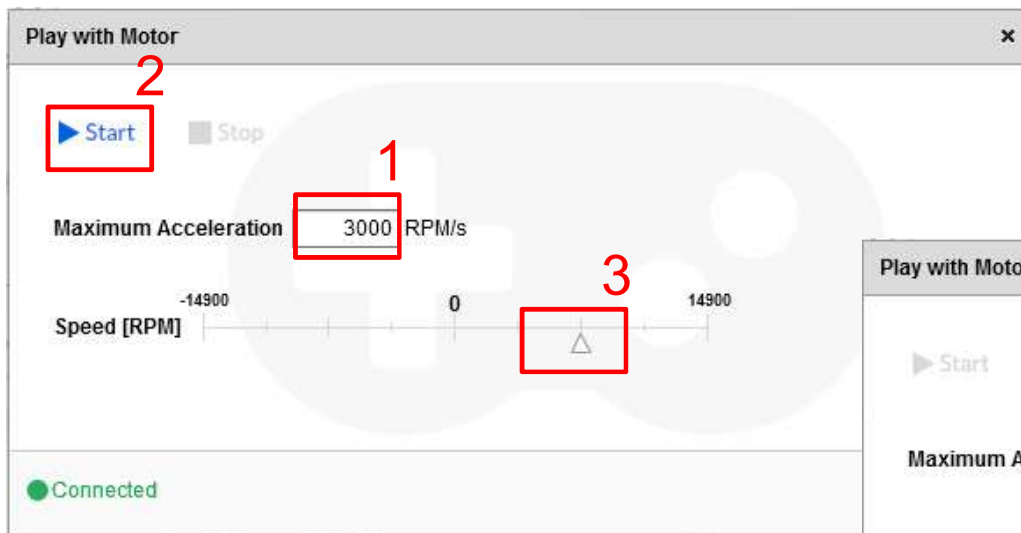 Play with Motor ×
2
Start Stop
1
Maximum Acceleration 3000 RPM/s
3
-14900 0 14900
Speed [RPM]
Connected
Play with Moto
Start
Maximum A